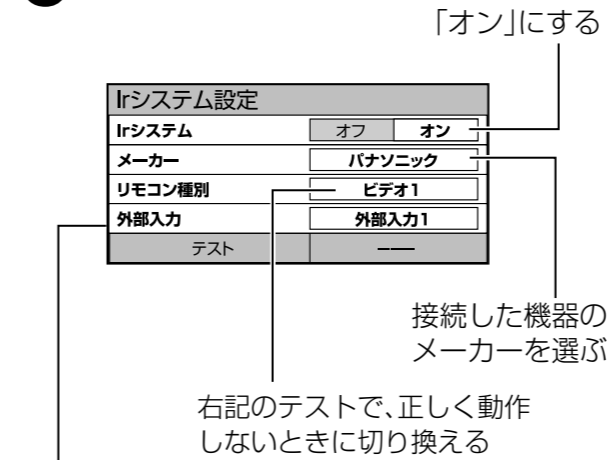 「オン」にする
Irシステム設定
Irシステム オフ オン
メーカー パナソニック
リモコン種別 ビデオ1
外部入力 外部入力1
テスト -----
接続した機器の
メーカーを選ぶ
右記のテストで、正しく動作
しないときに切り換える